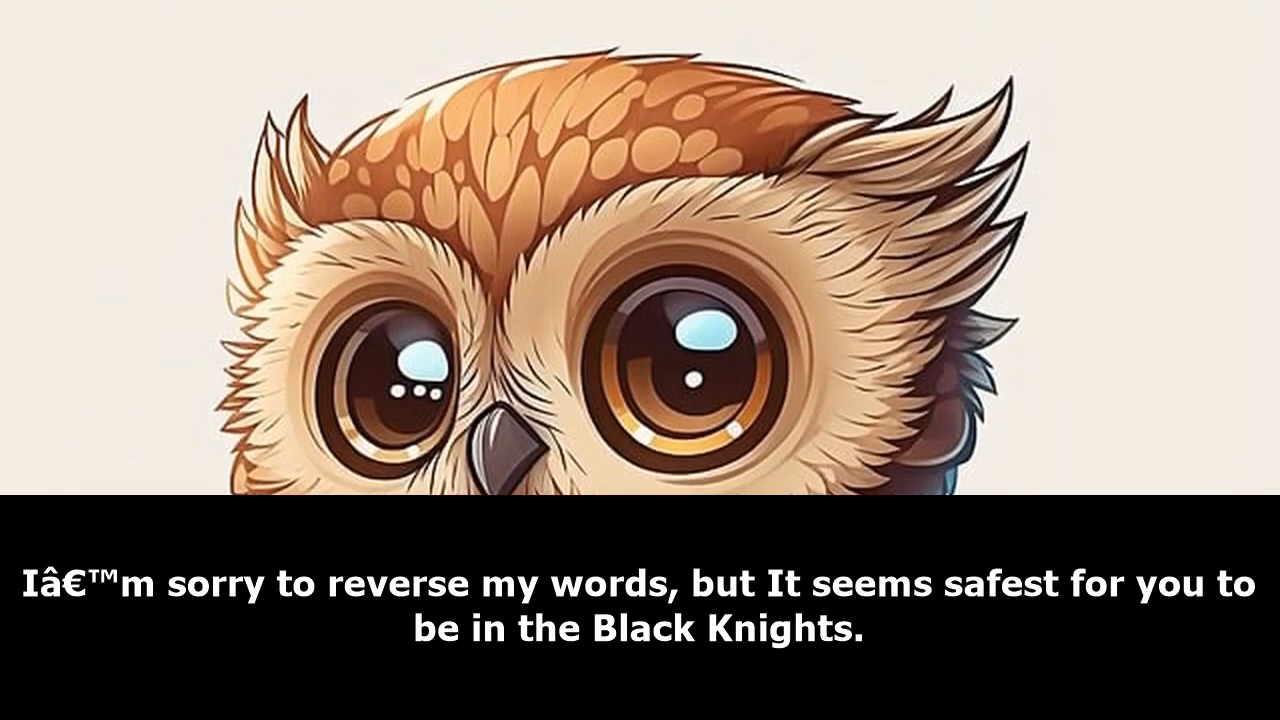 Iâ€™m sorry to reverse my words, but It seems safest for you to
be in the Black Knights.